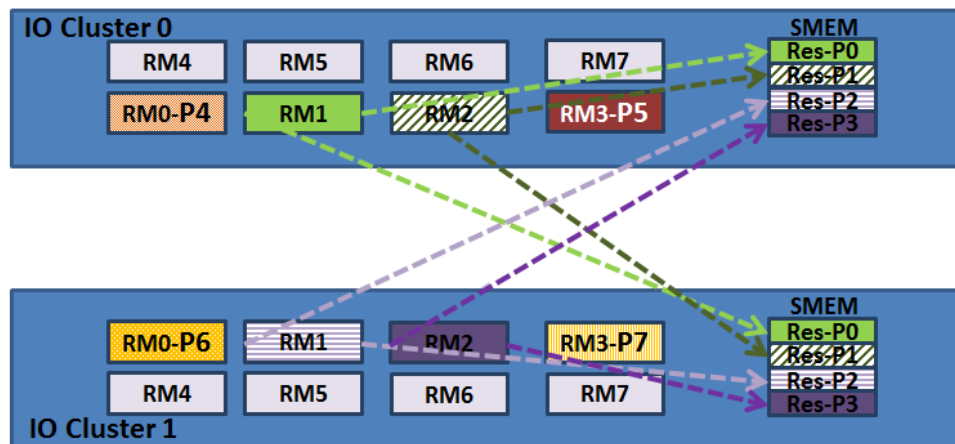 IO Cluster 0
SMEM
RM4 RM5 RM6 RM7
Res-P0
Res-P1
RM0-P4 RM1 RM2 RM3-P5
Res-P2
Res-P3
SMEM
RM0-P6 RM1 RM2 RM3-P7
Res-P0
Res-P1
RM4 RM5 RM6 RM7
Res-P2
Res-P3
IO Cluster 1